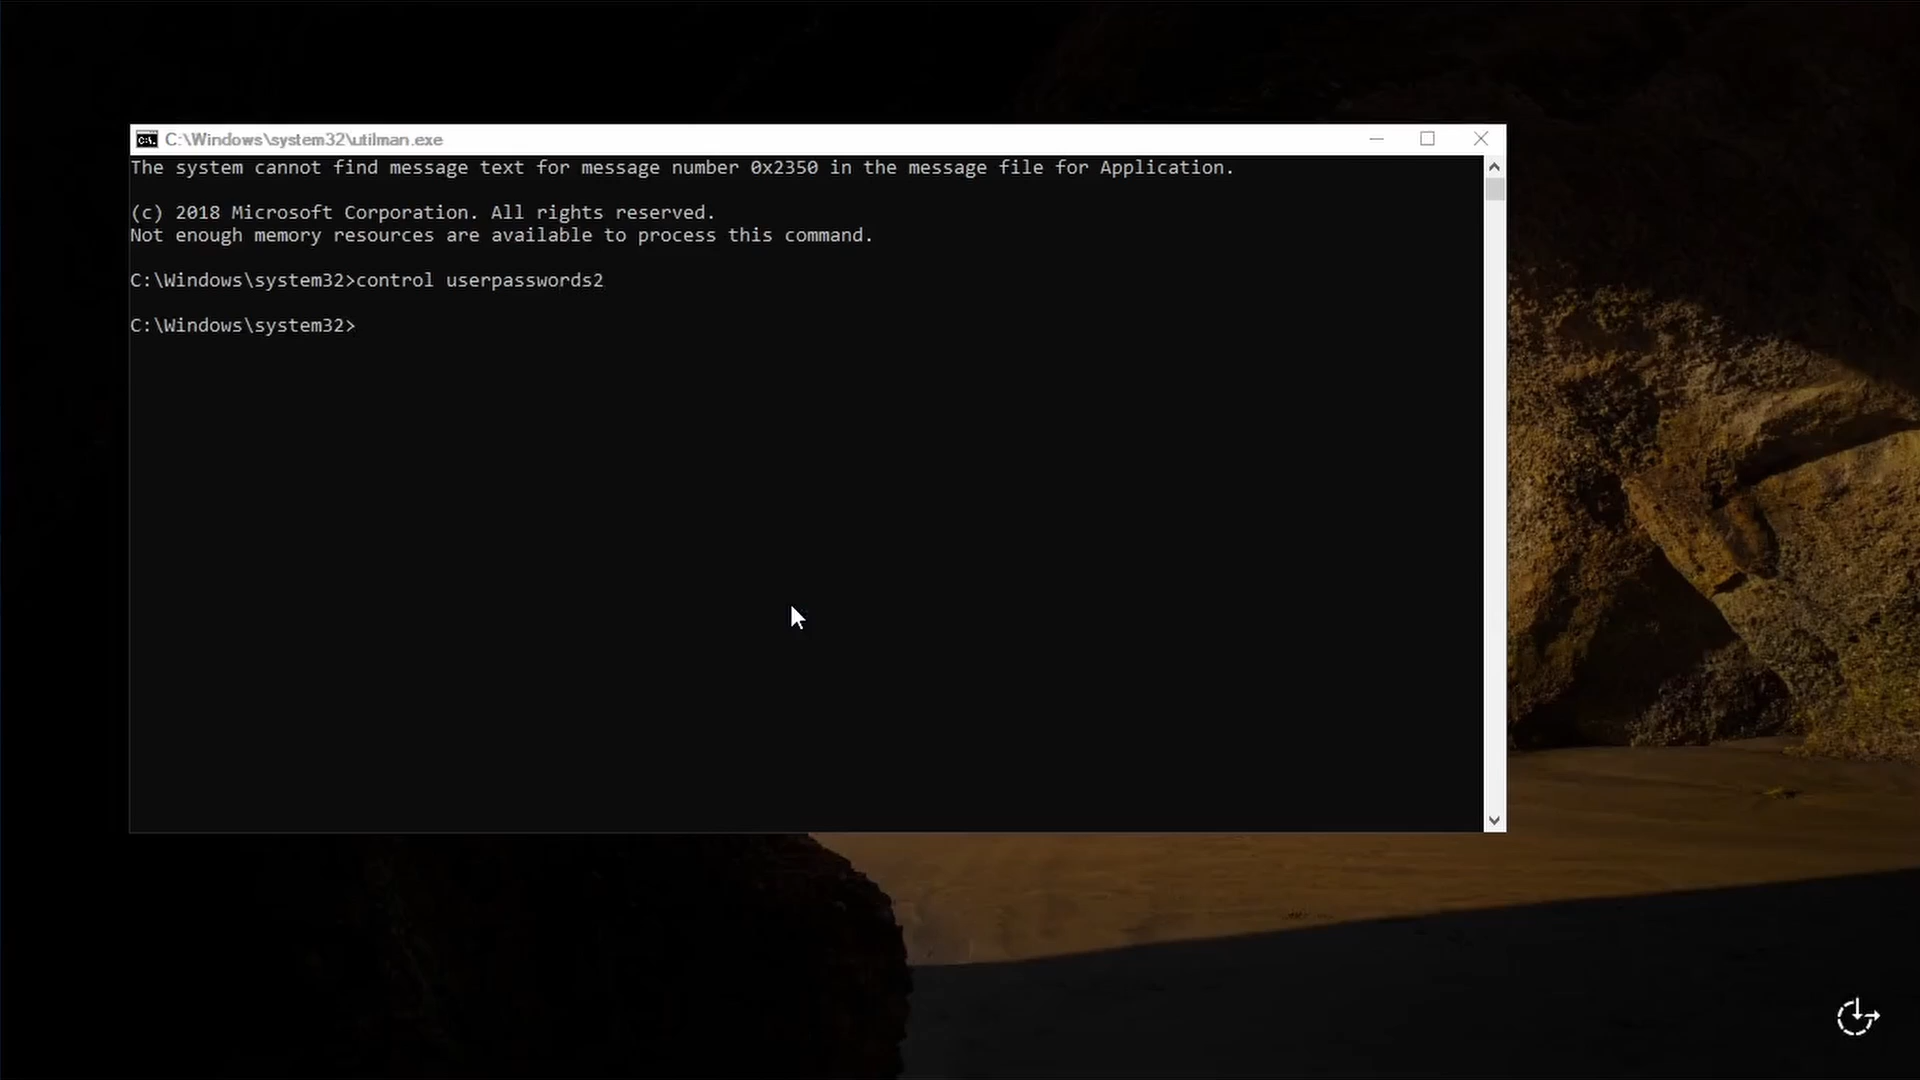 C:\Windows\system32\utilman.exe
The system cannot find message text for message number 0x2350 in the message file for Application.
(c) 2018 Microsoft Corporation. All rights reserved.
Not enough memory resources are available to process this command.
C:\Windows\system32>control userpasswords2
C:\Windows\system32>